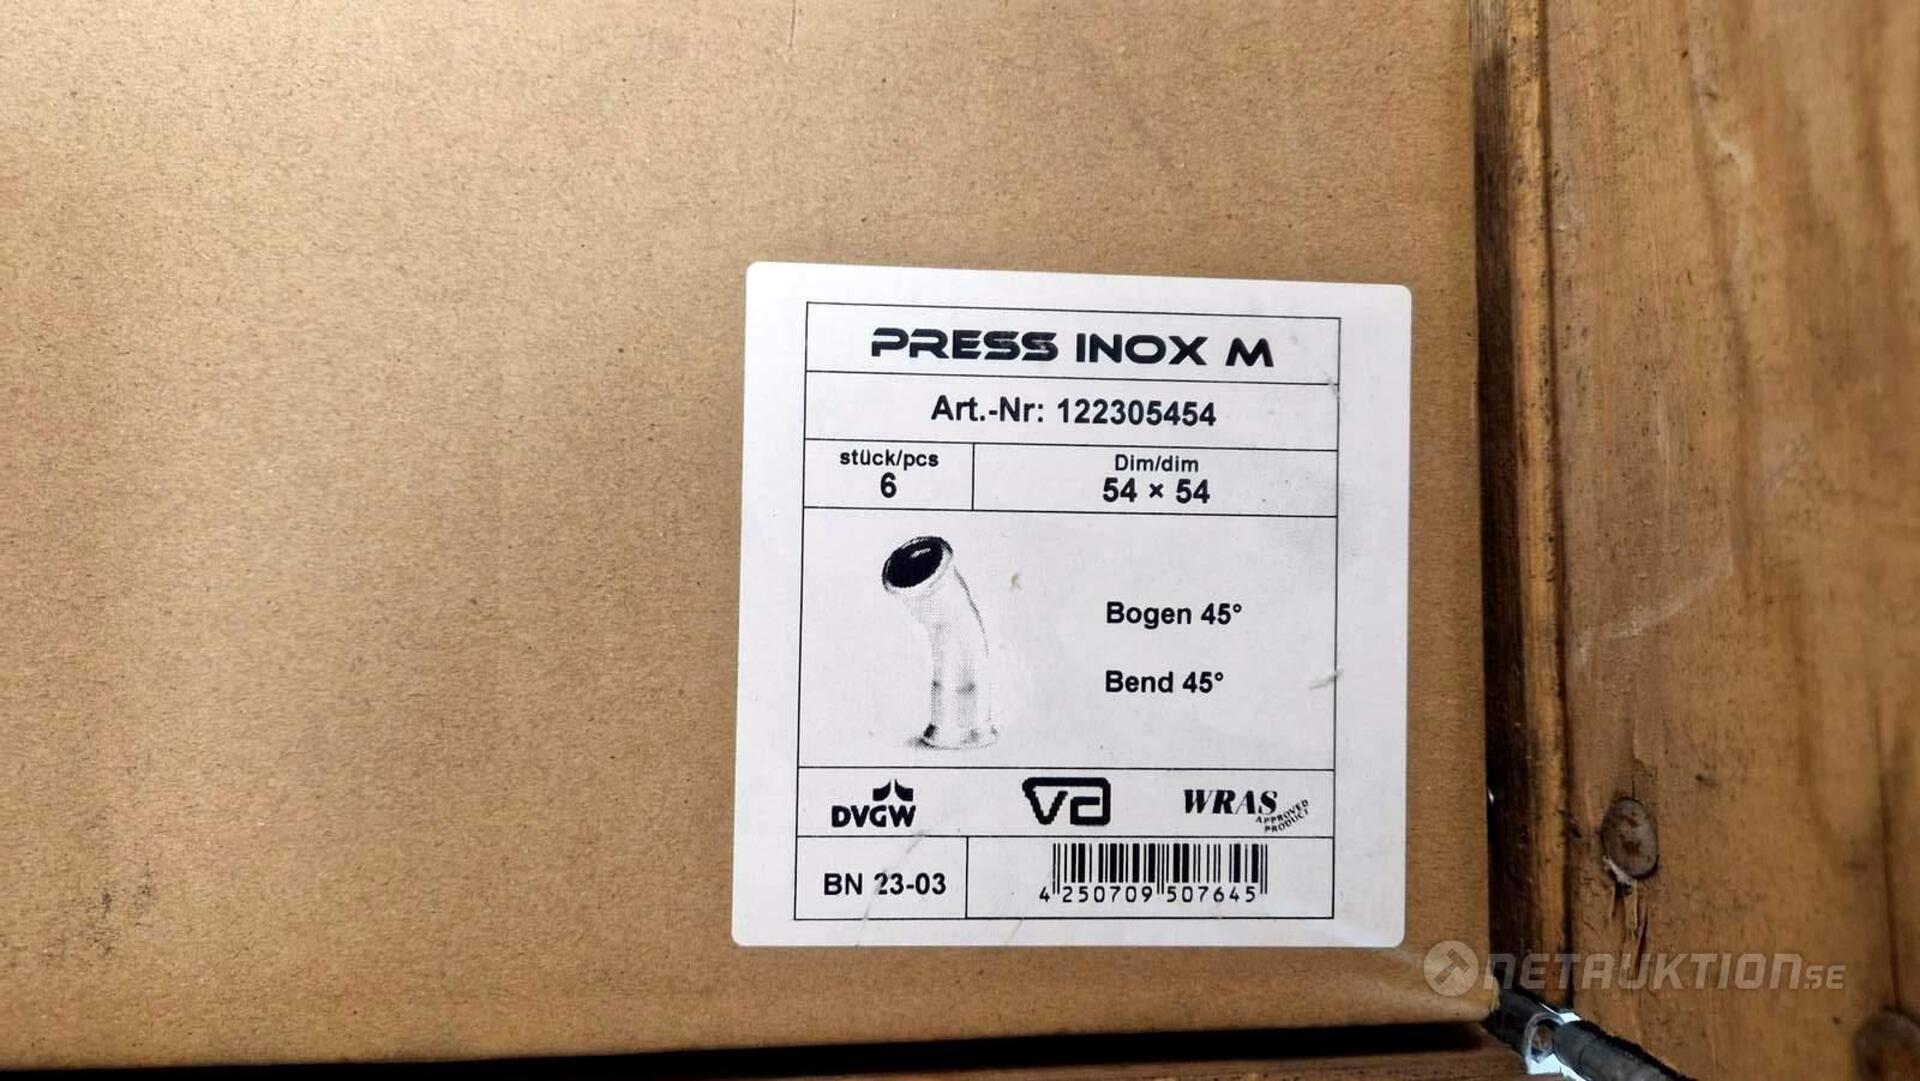 PRESS INOX M
Art.-Nr: 122305454
stück/pcs
6
Dim/dim
54 × 54
Bogen 45°
Bend 45°
DVGW
va
WRAS
APPROVED
PRODUCT
BN 23-03
4 250709 507645
NETAUKTION.SE